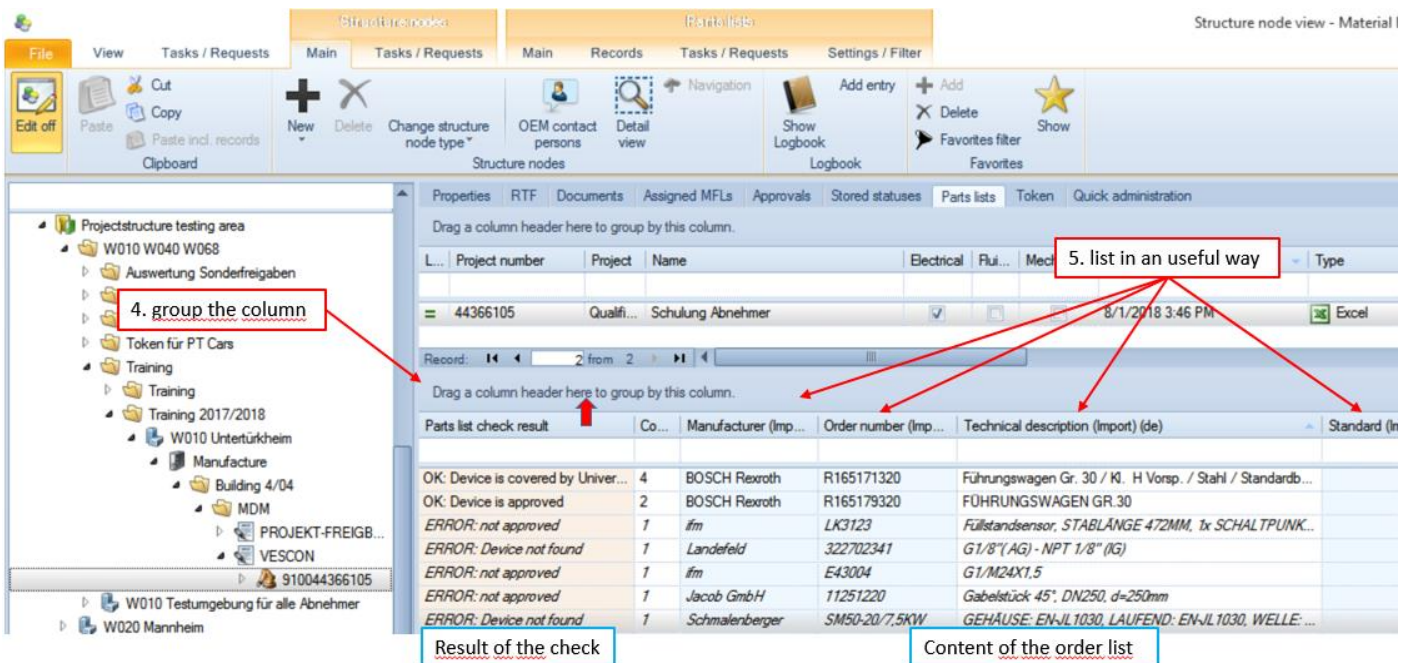 Structure nodes Parts lists Structure node view - Material
File View Tasks / Requests Main Tasks / Requests Main Records Tasks / Requests Settings / Filter
Edit off
Paste
Cut
Copy
Paste incl. records
Clipboard
New
Delete
Change structure
node type
OEM contact
persons
Detail
view
Navigation
Structure nodes
Show
Logbook
Add entry
Logbook
Add
Delete
Favorites filter
Show
Favorites
Projectstructure testing area
W010 W040 W068
Auswertung Sonderfreigaben
4. group the column
Token für PT Cars
Training
Training
Training 2017/2018
W010 Untertürkheim
Manufacture
Building 4/04
MDM
PROJEKT-FREIGB...
VESCON
910044366105
W010 Testumgebung für alle Abnehmer
W020 Mannheim
Properties RTF Documents Assigned MFLs Approvals Stored statuses Parts lists Token Quick administration
Drag a column header here to group by this column.
5. list in an useful way
L... Project number Project Name Electrical Flui... Mech Type
= 44366105 Qualifi... Schulung Abnehmer 8/1/2018 3:46 PM Excel
Record: 2 from 2
Drag a column header here to group by this column.
Parts list check result Co... Manufacturer (Imp... Order number (Imp... Technical description (Import) (de) Standard (Im
OK: Device is covered by Univer... 4 BOSCH Rexroth R165171320 Führungswagen Gr. 30 / Kl. H Vorsp. / Stahl / Standardb...
OK: Device is approved 2 BOSCH Rexroth R165179320 FÜHRUNGSWAGEN GR.30
ERROR: not approved 1 ifm LK3123 Füllstandsensor, STABLÄNGE 472MM, 1x SCHALTPUNK...
ERROR: Device not found 1 Landefeld 322702341 G1/8"(AG) - NPT 1/8" (IG)
ERROR: not approved 1 ifm E43004 G1/M24X1,5
ERROR: not approved 1 Jacob GmbH 11251220 Gabelstück 45°, DN250, d=250mm
ERROR: Device not found 1 Schmalenberger SM50-20/7,5KW GEHÄUSE: EN-JL1030, LAUFEND: EN-JL1030, WELLE: ...
Result of the check
Content of the order list